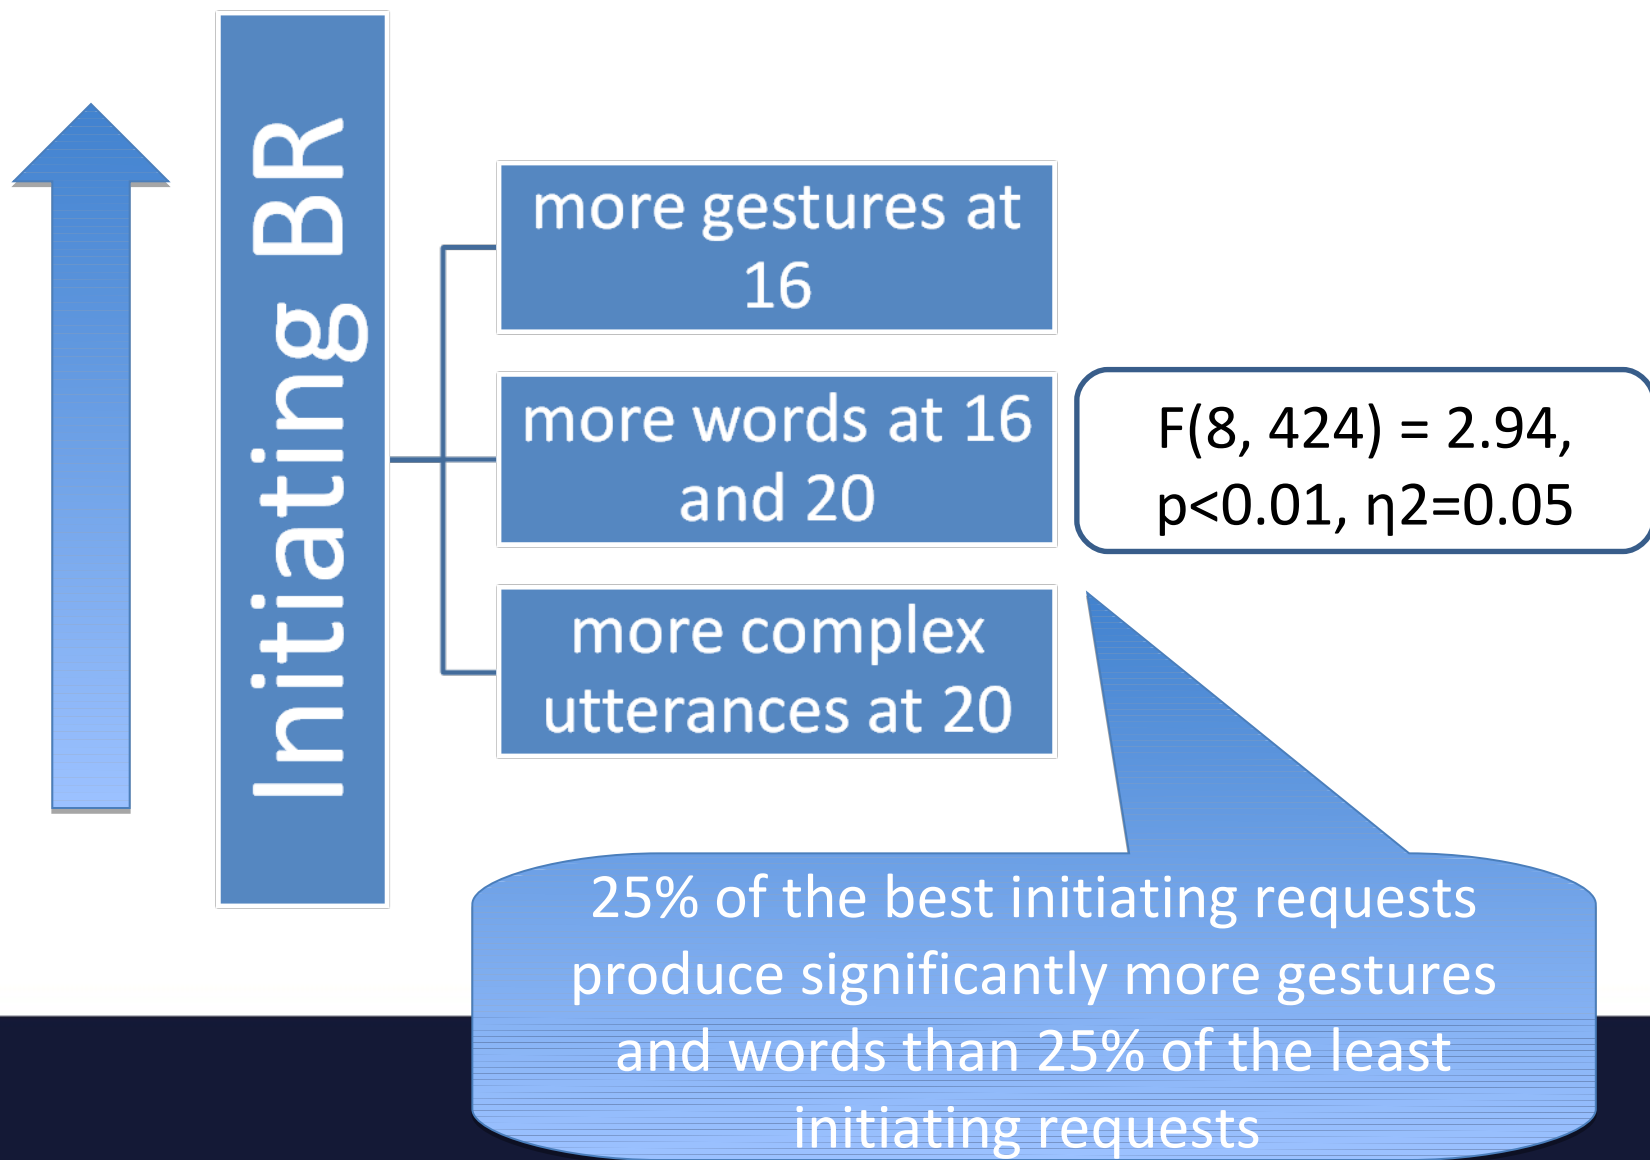 Initiating BR
more gestures at
16
more words at 16
and 20
more complex
utterances at 20
F(8, 424) = 2.94,
p<0.01, η2=0.05
25% of the best initiating requests
produce significantly more gestures
and words than 25% of the least
initiating requests